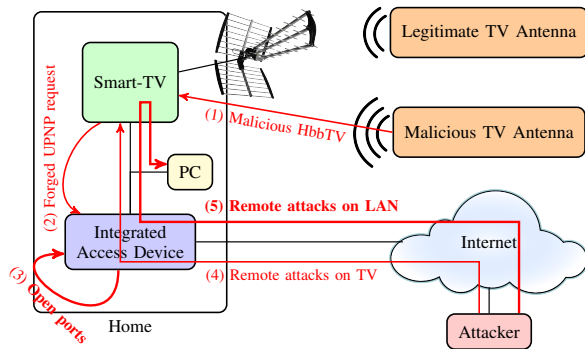 Legitimate TV Antenna
Smart-TV
(1) Malicious HbbTV
Malicious TV Antenna
(2) Forged UPNP request
PC
(5) Remote attacks on LAN
Integrated
Access Device
Internet
(4) Remote attacks on TV
(3) Open ports
Home
Attacker